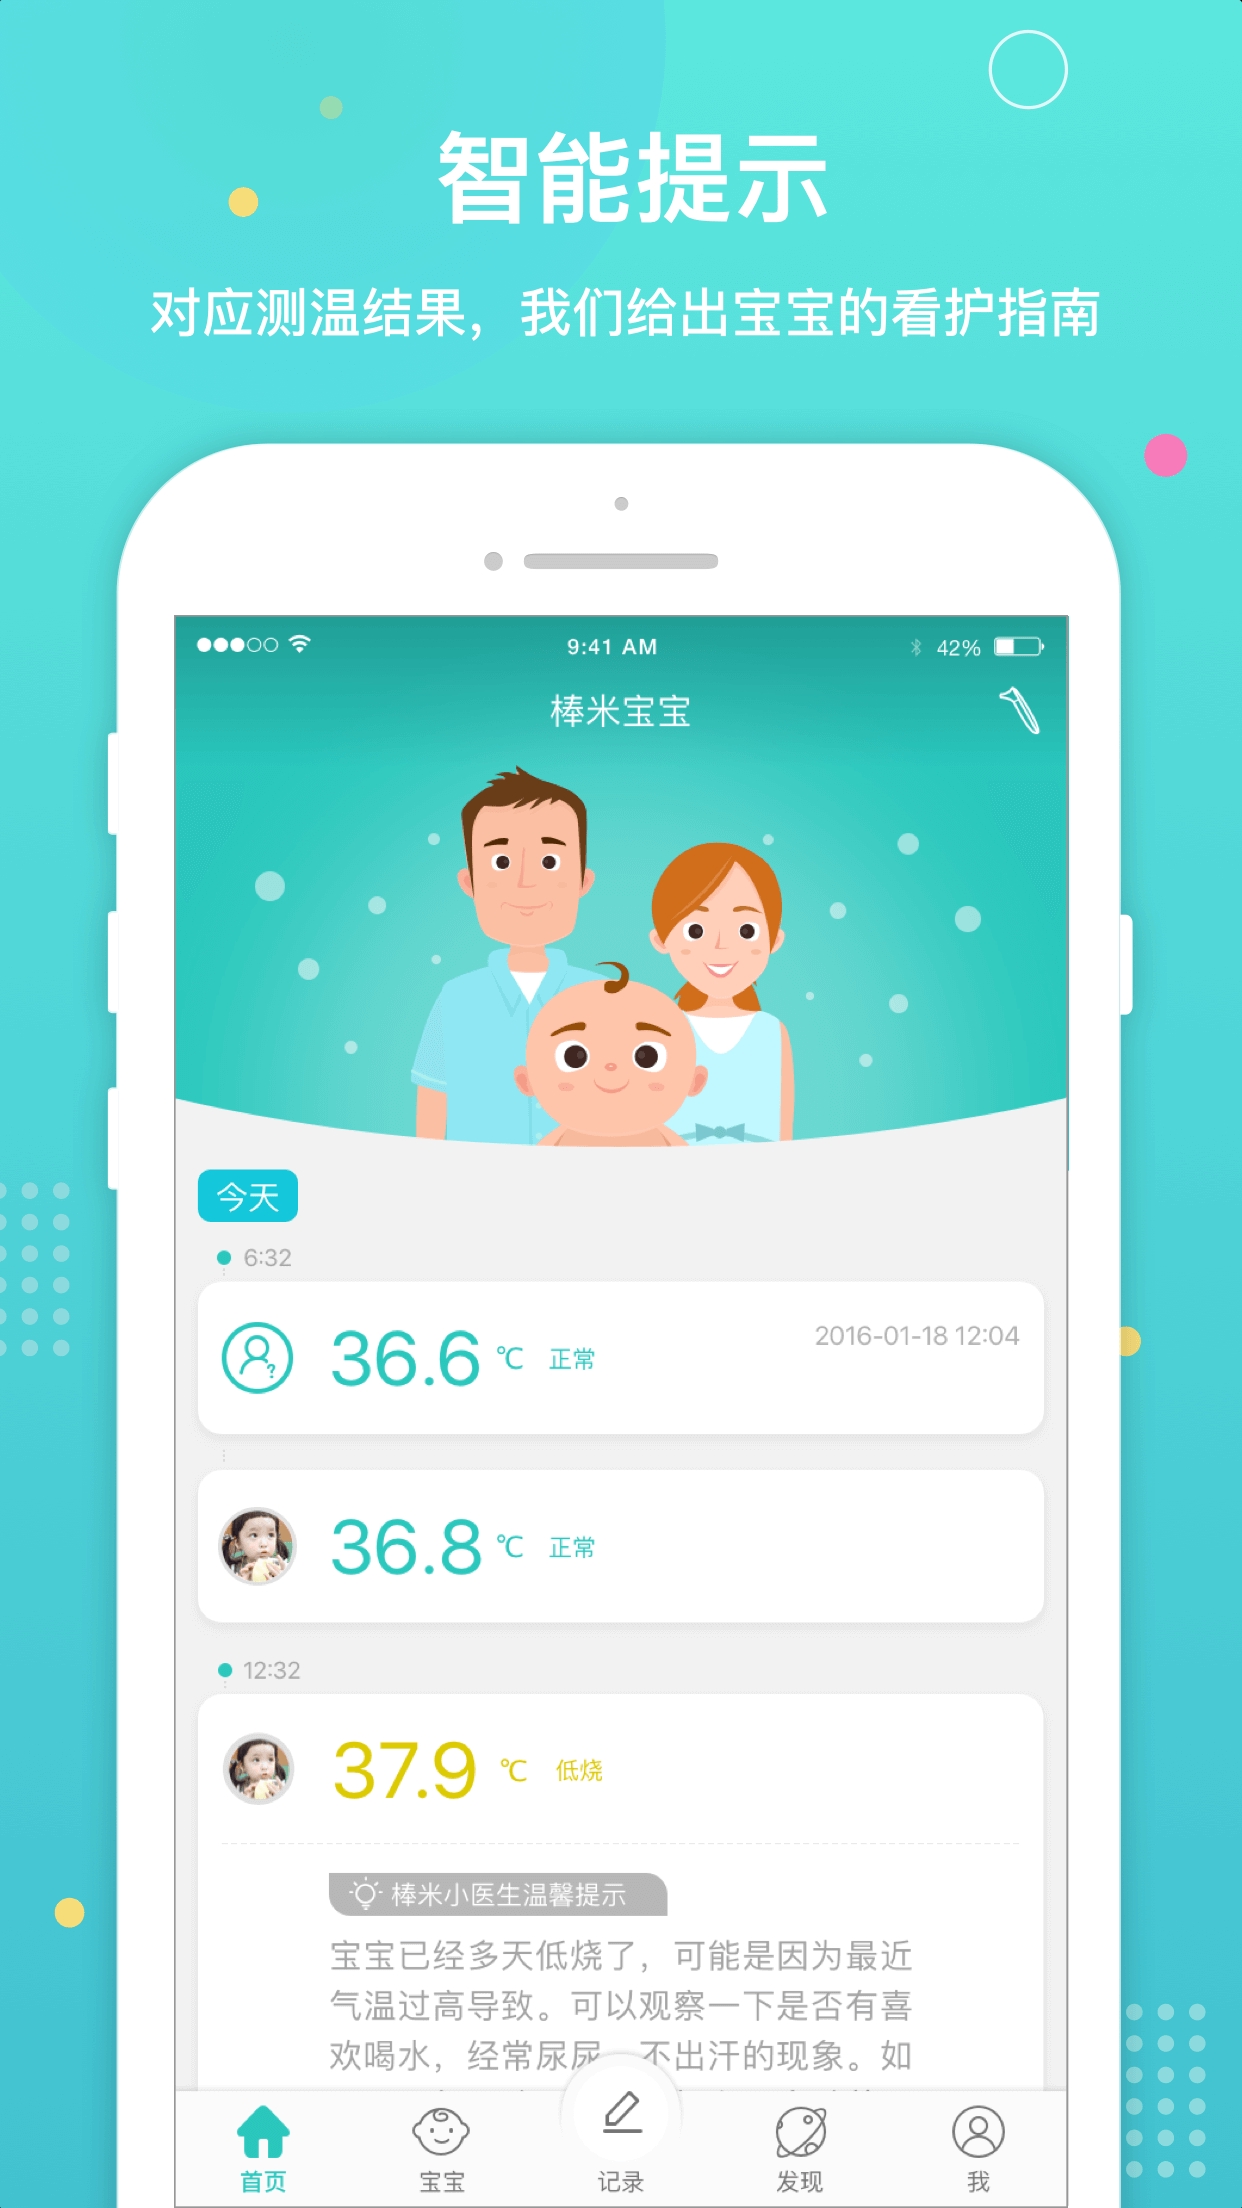 智能提示
对应测温结果，我们给出宝宝的看护指南
9:41 AM
42%
棒米宝宝
今天
6:32
36.6 ℃ 正常
2016-01-18 12:04
36.8 ℃ 正常
12:32
37.9 ℃ 低烧
棒米小医生温馨提示
宝宝已经多天低烧了，可能是因为最近
气温过高导致。可以观察一下是否有喜
欢喝水，经常尿尿 不出汗的现象。如
首页
宝宝
记录
发现
我